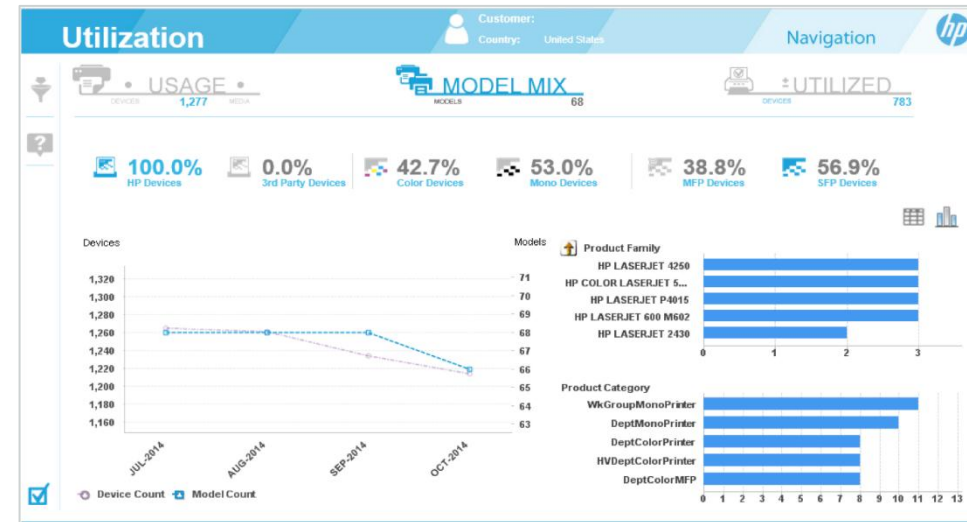 Utilization
Customer:
Country: United States
Navigation
hp
• USAGE •
DEVICES 1,277 MEDIA
MODEL MIX
MODELS 68
± UTILIZED
DEVICES 783
?
100.0%
HP Devices
0.0%
3rd Party Devices
42.7%
Color Devices
53.0%
Mono Devices
38.8%
MFP Devices
56.9%
SFP Devices
Devices
Models
1,320
1,300
1,280
1,260
1,240
1,220
1,200
1,180
1,160
71
70
69
68
67
66
65
64
63
JUL-2014
AUG-2014
SEP-2014
OCT-2014
Device Count Model Count
Product Family
HP LASERJET 4250
HP COLOR LASERJET 5...
HP LASERJET P4015
HP LASERJET 600 M602
HP LASERJET 2430
0 1 2 3
Product Category
WkGroupMonoPrinter
DeptMonoPrinter
DeptColorPrinter
HVDeptColorPrinter
DeptColorMFP
0 1 2 3 4 5 6 7 8 9 10 11 12 13